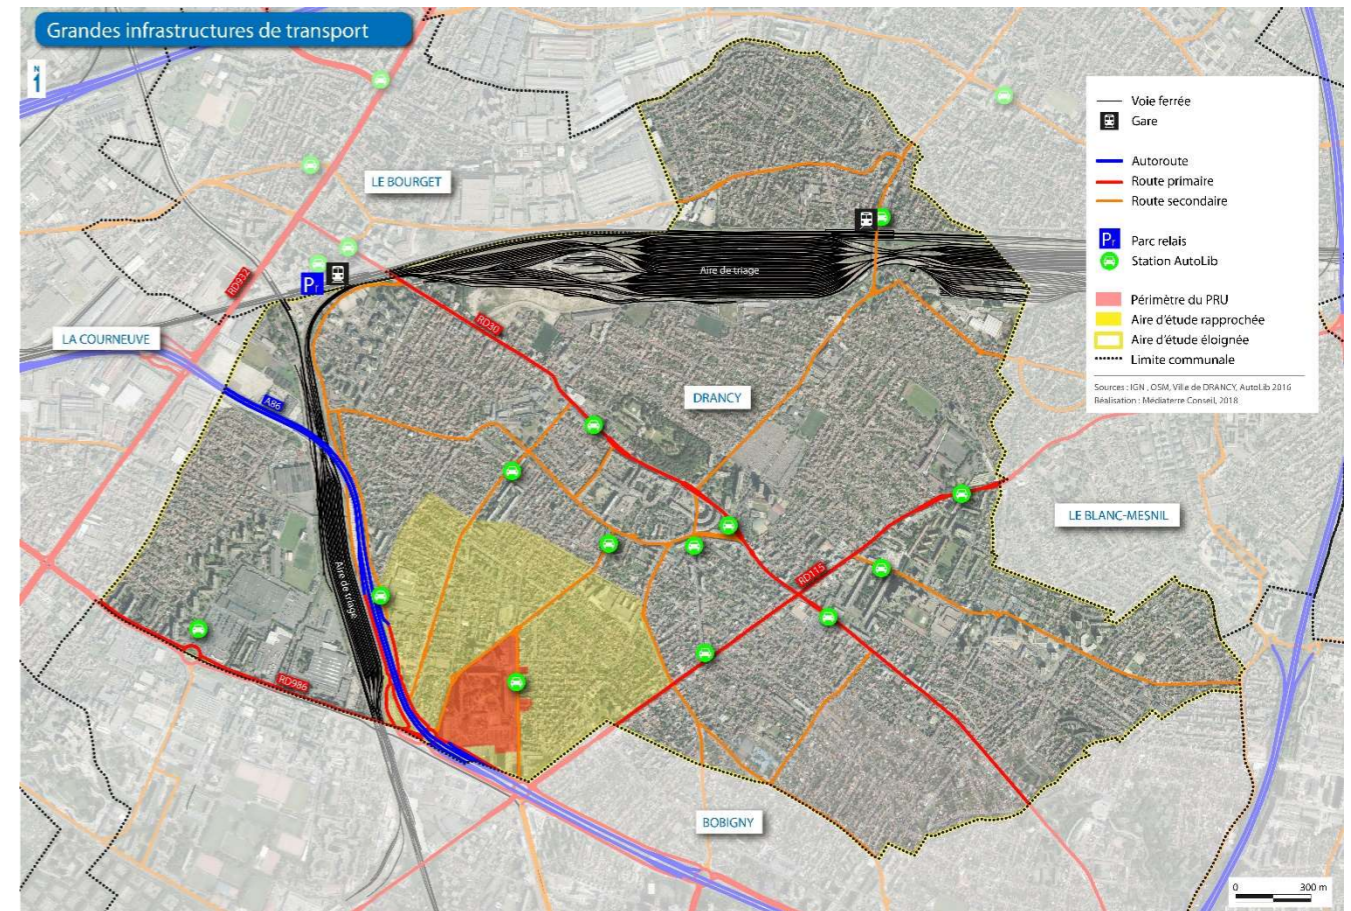 Grandes infrastructures de transport
N
1
Voie ferrée
Gare
Autoroute
Route primaire
Route secondaire
Pr Parc relais
Station AutoLib
Périmètre du PRU
Aire d'étude rapprochée
Aire d'étude éloignée
Limite communale
Sources : IGN , OSM, Ville de DRANCY, AutoLib 2016
Réalisation : Médiaterre Conseil, 2018
LE BOURGET
RD932
Pr
Aire de triage
RD30
LA COURNEUVE
A86
DRANCY
LE BLANC-MESNIL
Aire de triage
RD115
RD986
BOBIGNY
0 300 m